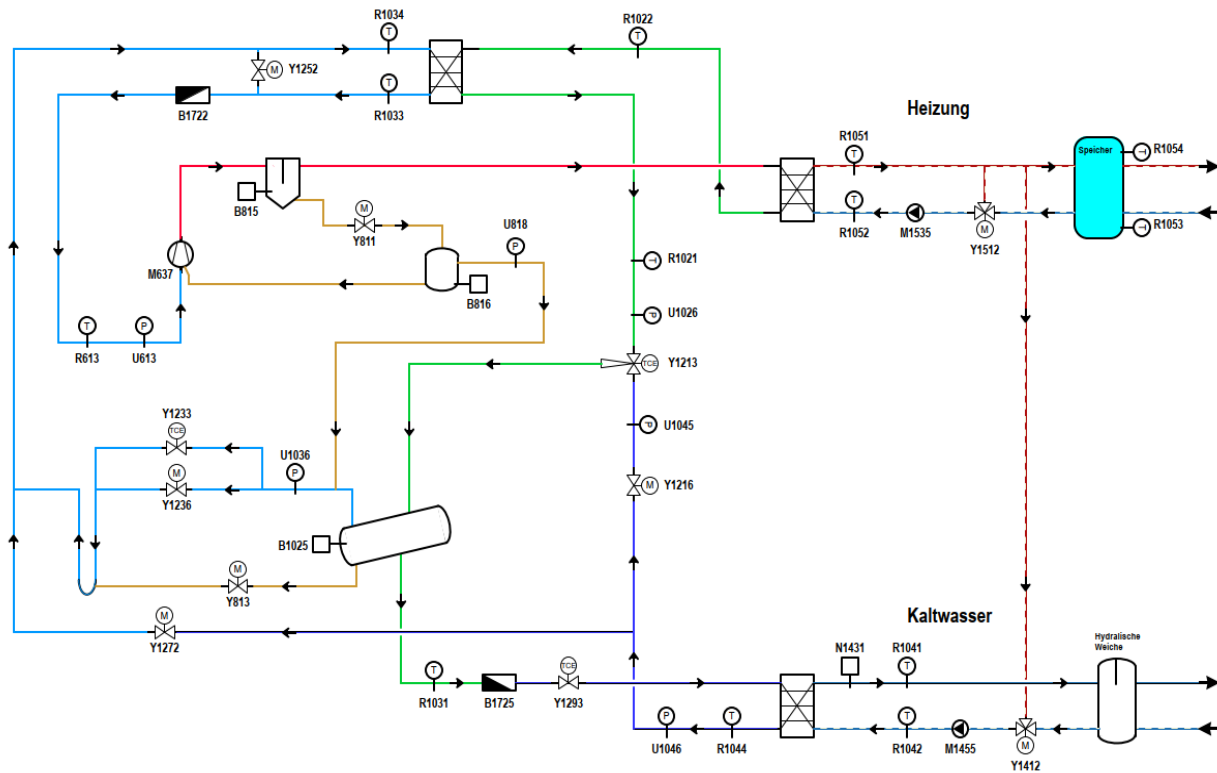 R1034
R1022
T
T
M
Y1252
T
B1722
R1033
Heizung
R1051
T
Speicher
T
R1054
B815
M
Y811
U818
P
T
R1052
M1535
M
Y1512
T
R1053
M637
B816
T
R1021
T
P
R613
U613
P
U1026
TCE
Y1213
Y1233
TCE
U1036
P
P
U1045
M
Y1236
M
Y1216
B1025
M
Y813
M
Y1272
Kaltwasser
N1431
R1041
T
Hydralische
Weiche
T
R1031
B1725
TCE
Y1293
P
U1046
T
R1044
T
R1042
M1455
M
Y1412